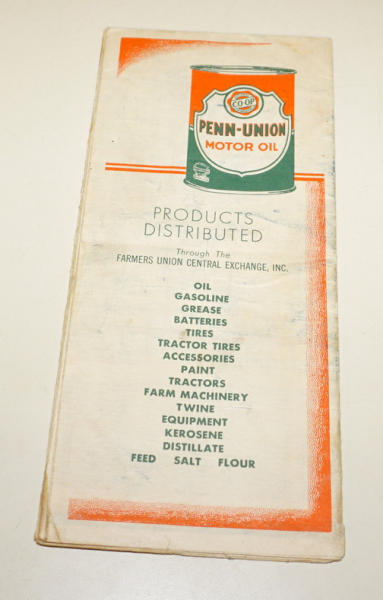 CO-OP
PENN-UNION
MOTOR OIL
PRODUCTS
DISTRIBUTED
Through The
FARMERS UNION CENTRAL EXCHANGE, INC.
OIL
GASOLINE
GREASE
BATTERIES
TIRES
TRACTOR TIRES
ACCESSORIES
PAINT
TRACTORS
FARM MACHINERY
TWINE
EQUIPMENT
KEROSENE
DISTILLATE
FEED SALT FLOUR